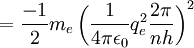 = \frac{-1}{2} m_e \left( \frac{1}{4\pi\epsilon_0} q_e^2 \frac{2\pi}{nh} \right)^2